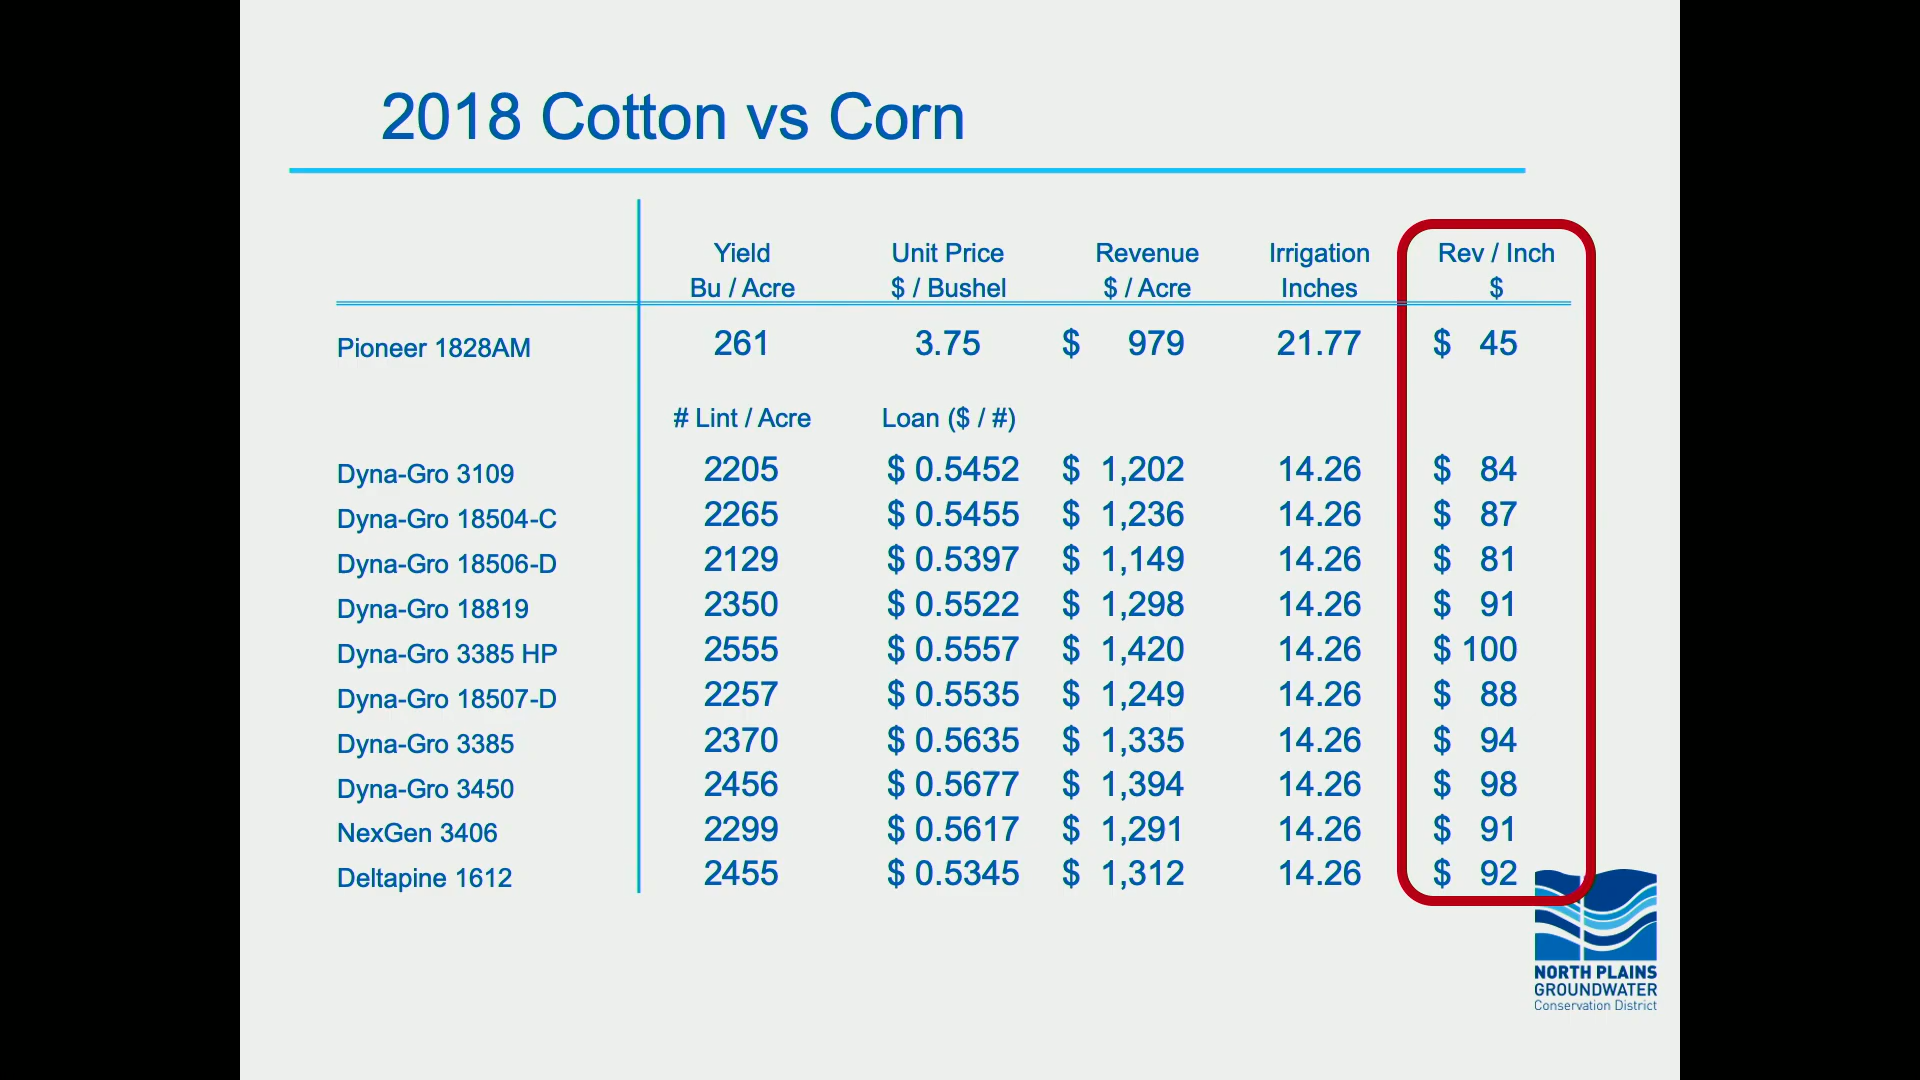 2018 Cotton vs Corn
Yield Unit Price Revenue Irrigation Rev / Inch
Bu / Acre $ / Bushel $ / Acre Inches $
Pioneer 1828AM 261 3.75 $ 979 21.77 $ 45
# Lint / Acre Loan ($ / #)
Dyna-Gro 3109 2205 $ 0.5452 $ 1,202 14.26 $ 84
Dyna-Gro 18504-C 2265 $ 0.5455 $ 1,236 14.26 $ 87
Dyna-Gro 18506-D 2129 $ 0.5397 $ 1,149 14.26 $ 81
Dyna-Gro 18819 2350 $ 0.5522 $ 1,298 14.26 $ 91
Dyna-Gro 3385 HP 2555 $ 0.5557 $ 1,420 14.26 $ 100
Dyna-Gro 18507-D 2257 $ 0.5535 $ 1,249 14.26 $ 88
Dyna-Gro 3385 2370 $ 0.5635 $ 1,335 14.26 $ 94
Dyna-Gro 3450 2456 $ 0.5677 $ 1,394 14.26 $ 98
NexGen 3406 2299 $ 0.5617 $ 1,291 14.26 $ 91
Deltapine 1612 2455 $ 0.5345 $ 1,312 14.26 $ 92
NORTH PLAINS
GROUNDWATER
Conservation District